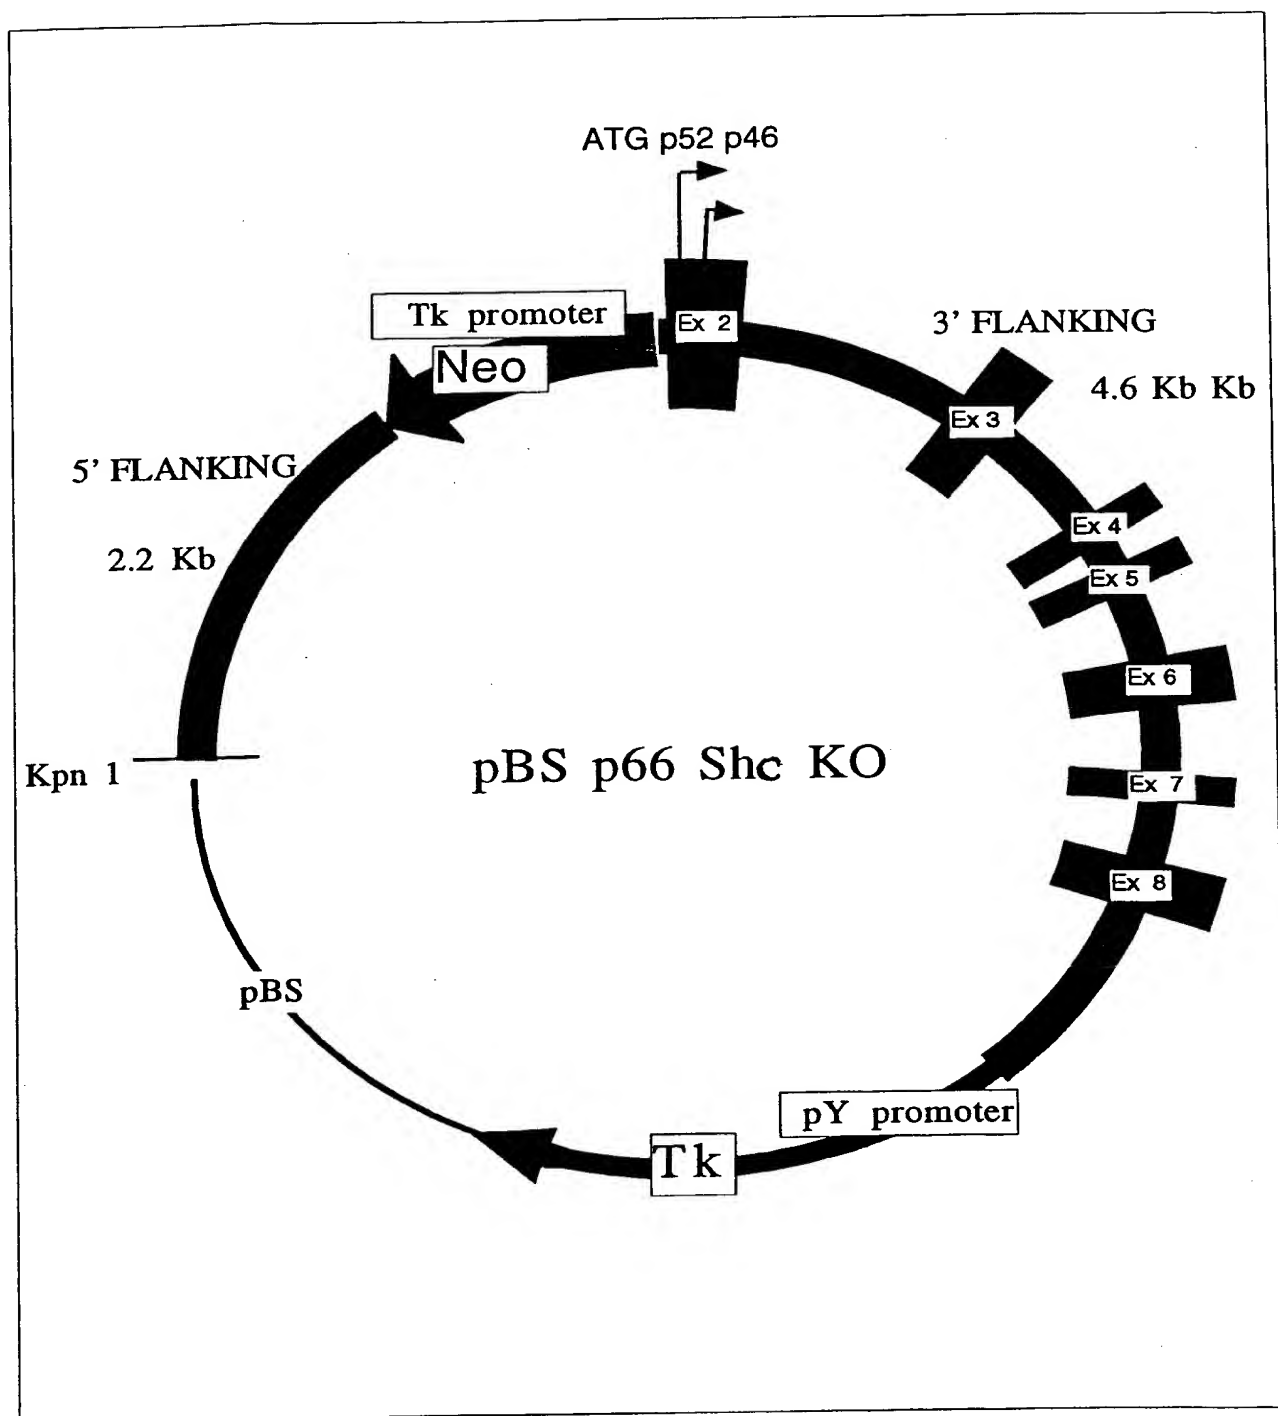 ATG p52 p46
Tk promoter
Neo
Ex 2
3' FLANKING
4.6 Kb Kb
Ex 3
5' FLANKING
2.2 Kb
Ex 4
Ex 5
Ex 6
Kpn 1
pBS p66 Shc KO
Ex 7
Ex 8
pBS
pY promoter
Tk